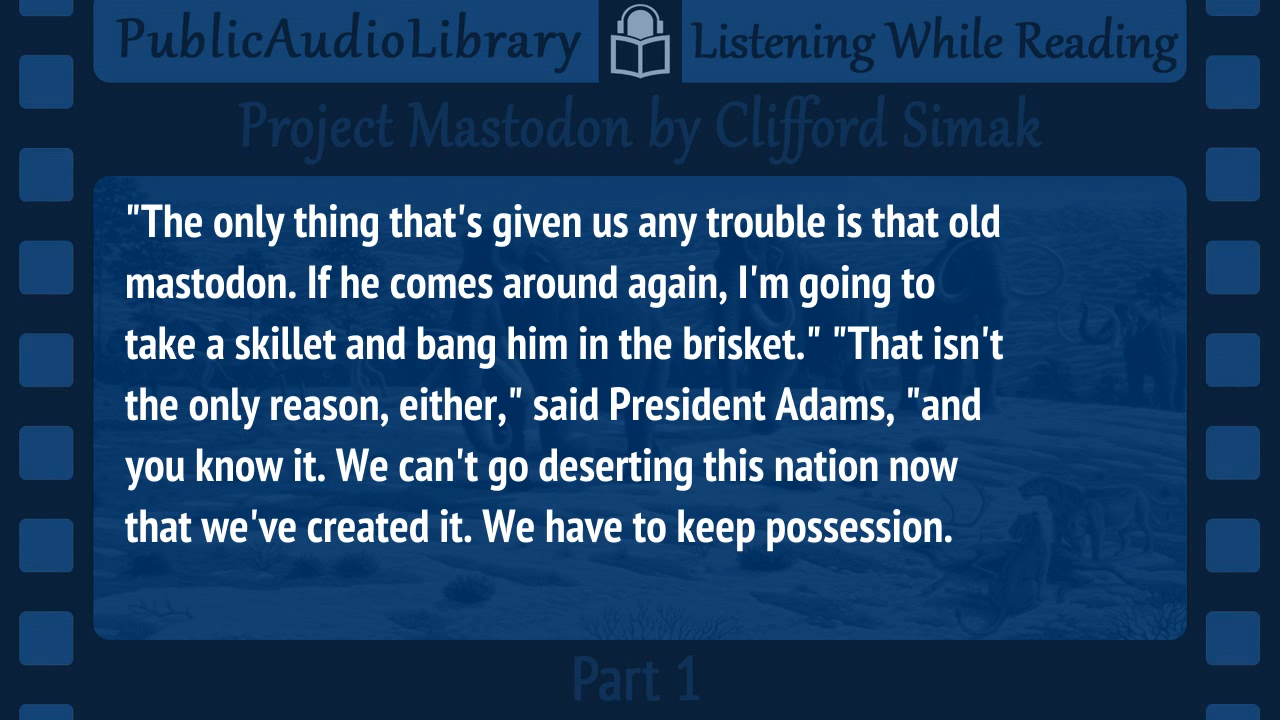 PublicAudioLibrary
Listening While Reading
Project Mastodon by Clifford Simak
"The only thing that's given us any trouble is that old
mastodon. If he comes around again, I'm going to
take a skillet and bang him in the brisket." "That isn't
the only reason, either," said President Adams, "and
you know it. We can't go deserting this nation now
that we've created it. We have to keep possession.
Part 1